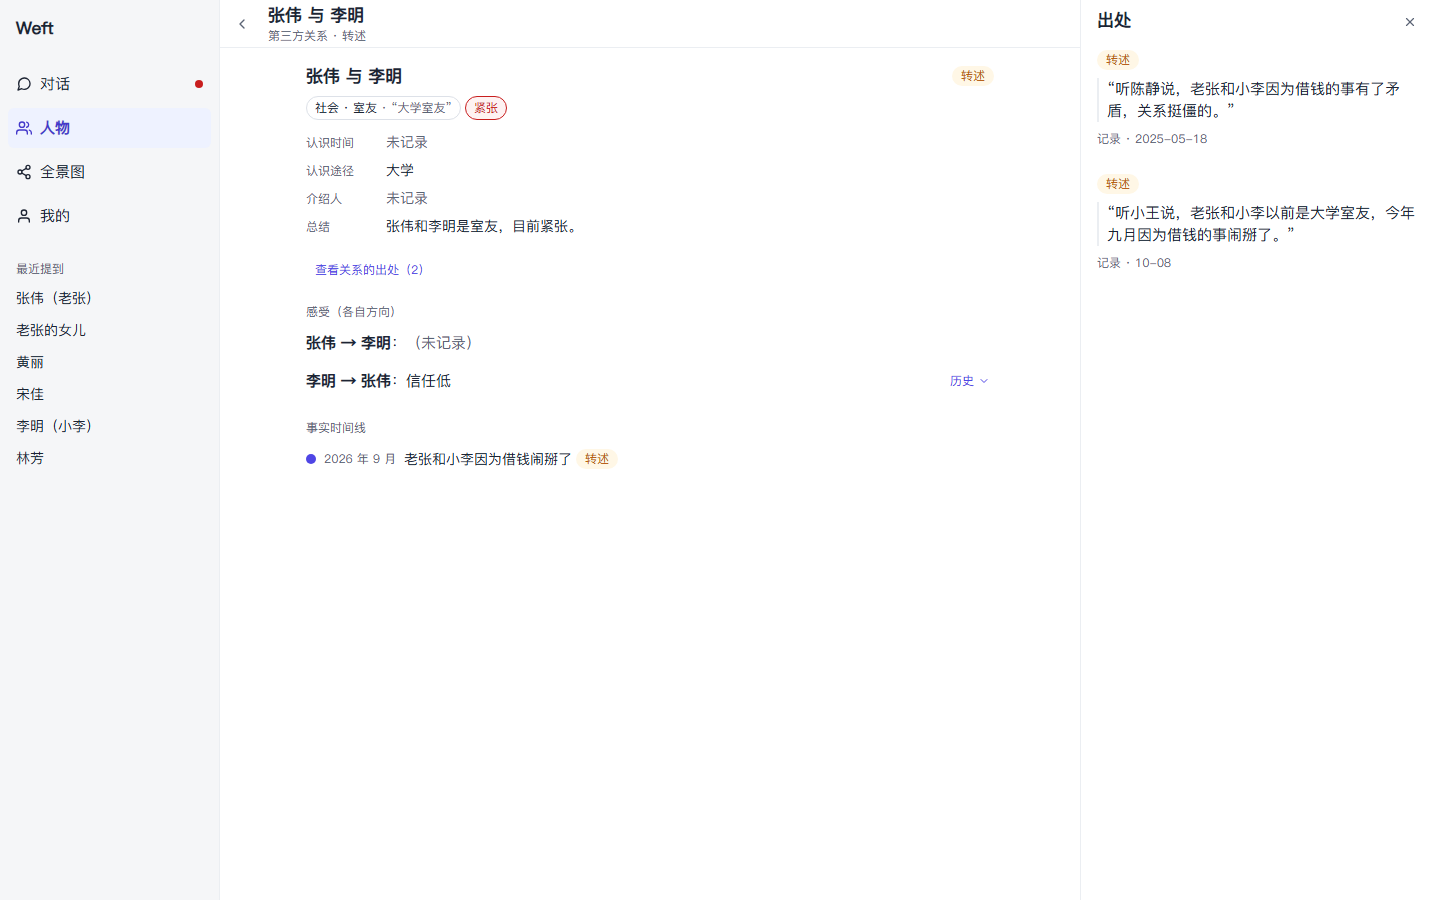 Weft
对话
人物
全景图
我的
最近提到
张伟（老张）
老张的女儿
黄丽
宋佳
李明（小李）
林芳
张伟 与 李明
第三方关系 · 转述
张伟 与 李明
转述
社会 · 室友 · “大学室友”
紧张
认识时间 未记录
认识途径 大学
介绍人 未记录
总结 张伟和李明是室友，目前紧张。
查看关系的出处（2）
感受（各自方向）
张伟 → 李明： （未记录）
李明 → 张伟：信任低
历史
事实时间线
2026 年 9 月 老张和小李因为借钱闹掰了 转述
出处
转述
“听陈静说，老张和小李因为借钱的事有了矛
盾，关系挺僵的。”
记录 · 2025-05-18
转述
“听小王说，老张和小李以前是大学室友，今年
九月因为借钱的事闹掰了。”
记录 · 10-08